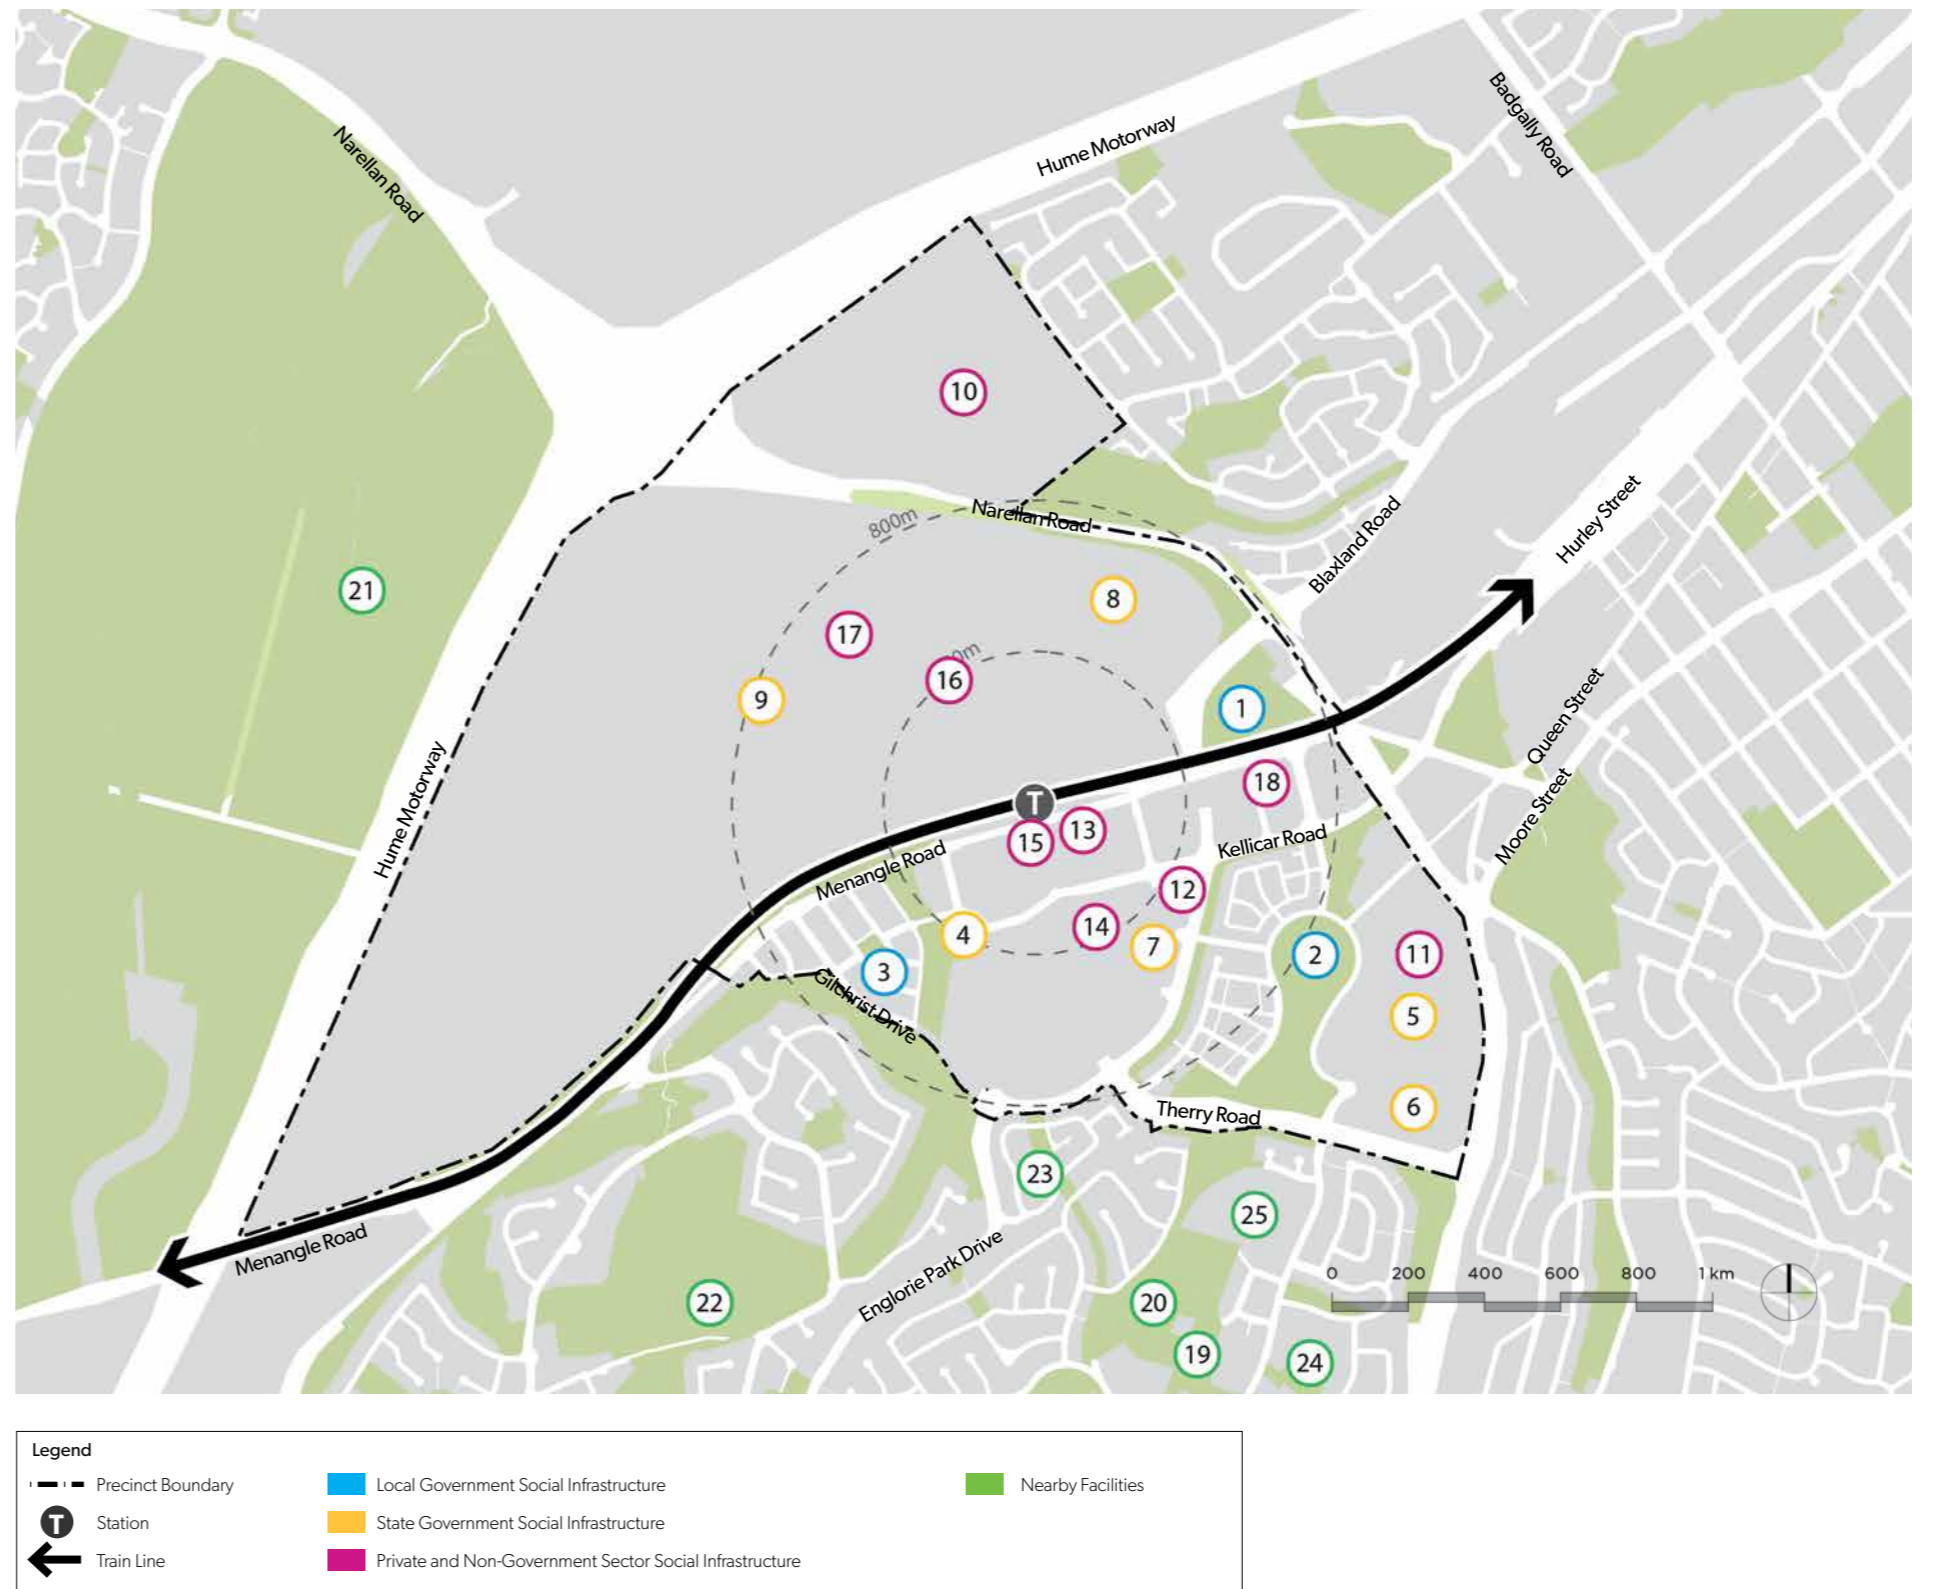 Badgally Road
Hume Motorway
Narellan Road
10
800m
Narellan Road
Blaxland Road
Hurley Street
21
8
17
16
9
1
Queen Street
Moore Street
Hume Motorway
18
T
13
15
Kellicar Road
Menangle Road
12
14
4
7
2
11
3
Gilchrist Drive
5
6
Therry Road
23
25
Menangle Road
Englorie Park Drive
22
20
19
24
0 200 400 600 800 1 km
Legend
Precinct Boundary
Local Government Social Infrastructure
Nearby Facilities
T Station
State Government Social Infrastructure
Train Line
Private and Non-Government Sector Social Infrastructure